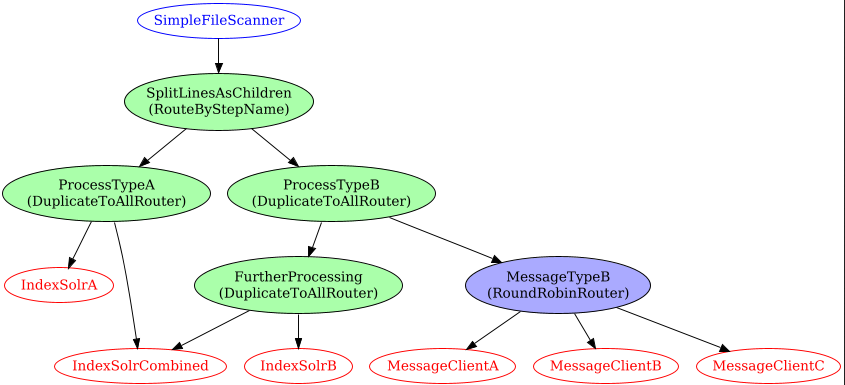 SimpleFileScanner
SplitLinesAsChildren
(RouteByStepName)
ProcessTypeA
(DuplicateToAllRouter)
ProcessTypeB
(DuplicateToAllRouter)
IndexSolrA
FurtherProcessing
(DuplicateToAllRouter)
MessageTypeB
(RoundRobinRouter)
IndexSolrCombined
IndexSolrB
MessageClientA
MessageClientB
MessageClientC